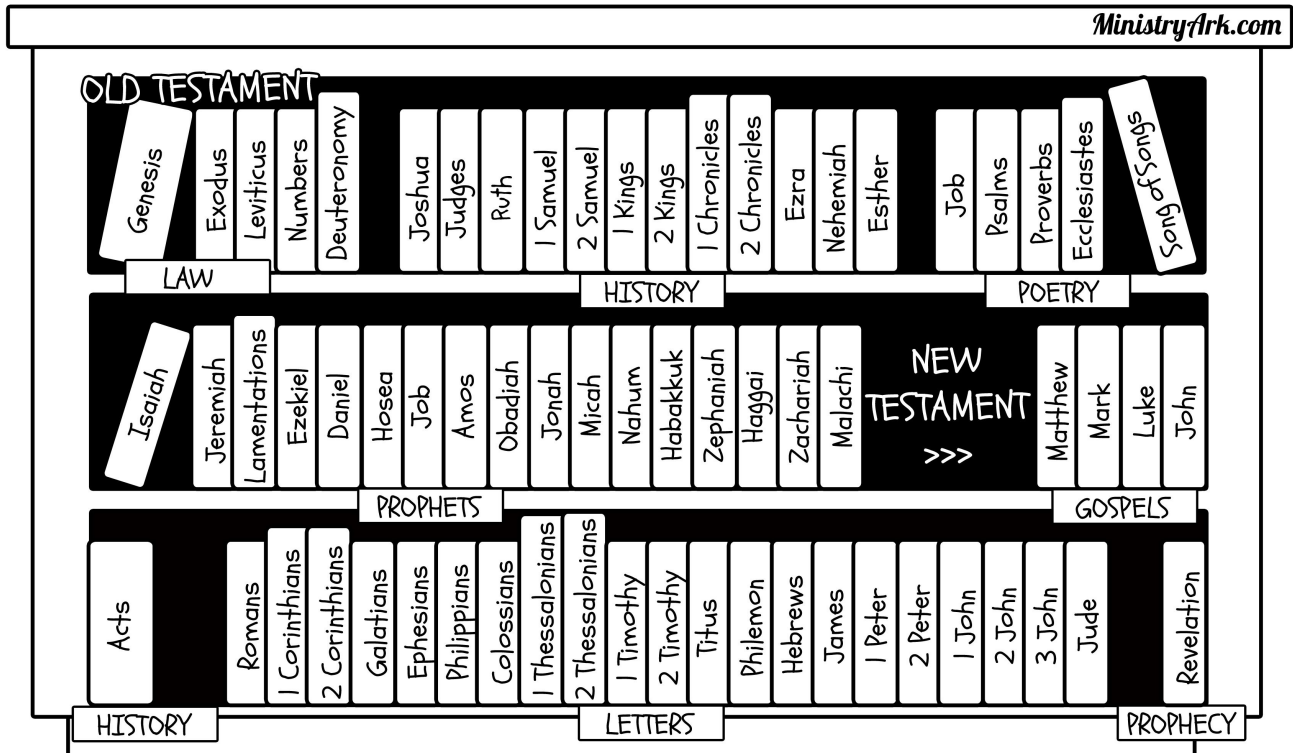 MinistryArk.com
OLD TESTAMENT
Genesis
Exodus
Leviticus
Numbers
Deuteronomy
Joshua
Judges
Ruth
1 Samuel
2 Samuel
1 Kings
2 Kings
1 Chronicles
2 Chronicles
Ezra
Nehemiah
Esther
Job
Psalms
Proverbs
Ecclesiastes
Song of Songs
LAW
HISTORY
POETRY
Isaiah
Jeremiah
Lamentations
Ezekiel
Daniel
Hosea
Job
Amos
Obadiah
Jonah
Micah
Nahum
Habakkuk
Zephaniah
Haggai
Zachariah
Malachi
NEW
TESTAMENT
>>>
Matthew
Mark
Luke
John
PROPHETS
GOSPELS
Acts
Romans
1 Corinthians
2 Corinthians
Galatians
Ephesians
Philippians
Colossians
1 Thessalonians
2 Thessalonians
1 Timothy
2 Timothy
Titus
Philemon
Hebrews
James
1 Peter
2 Peter
1 John
2 John
3 John
Jude
Revelation
HISTORY
LETTERS
PROPHECY